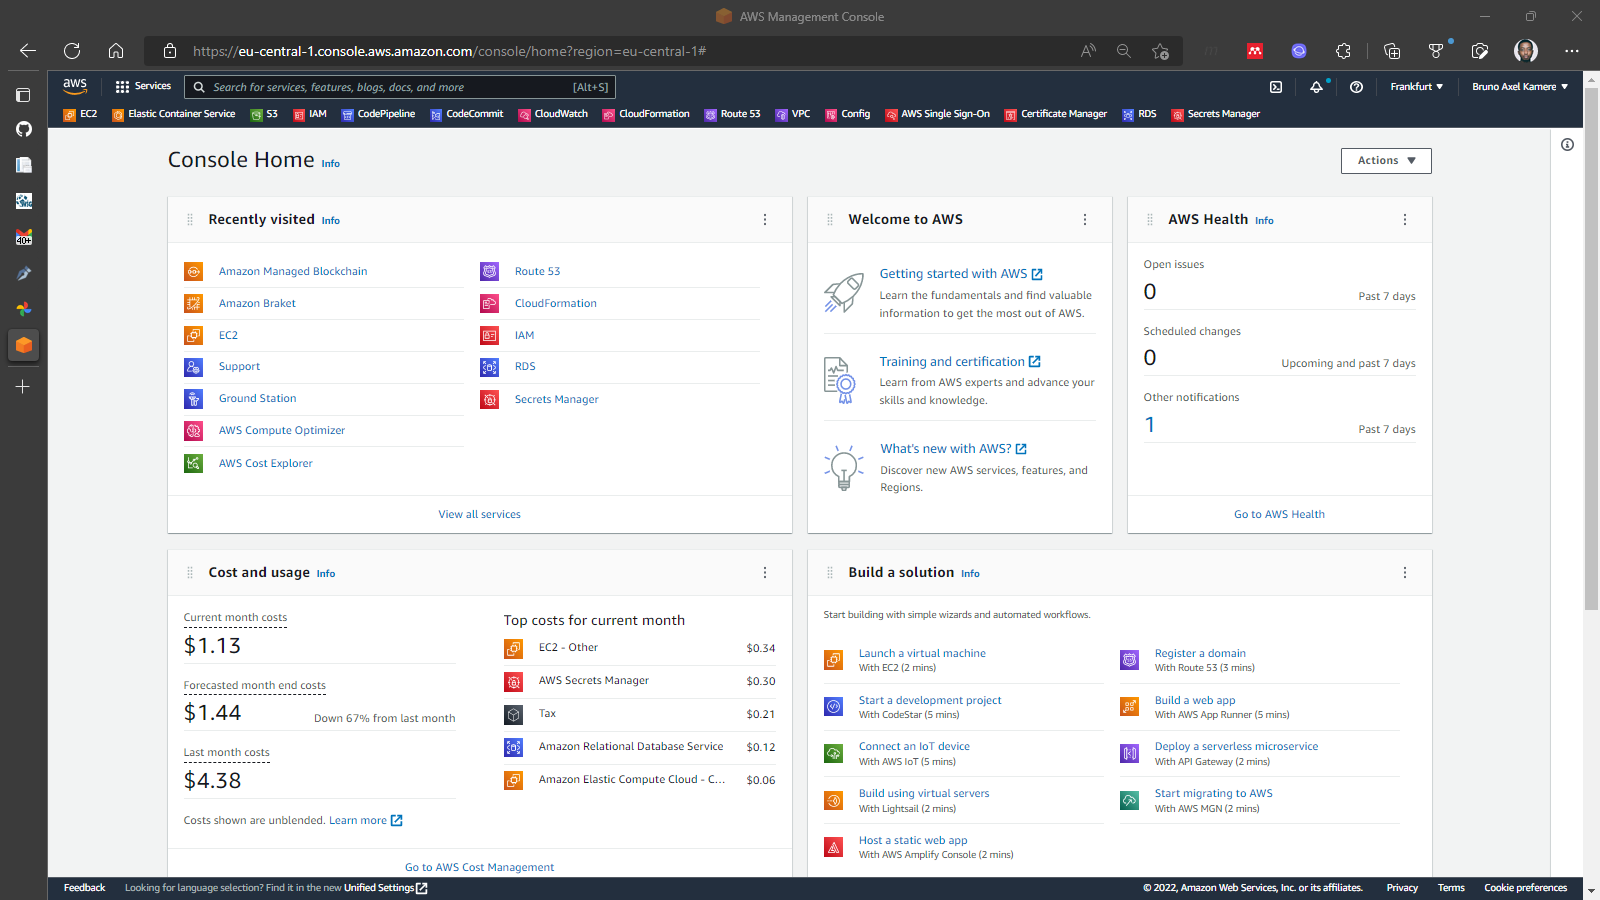 AWS Management Console
https://eu-central-1.console.aws.amazon.com/console/home?region=eu-central-1#
40+
aws
Services
Search for services, features, blogs, docs, and more
[Alt+S]
Frankfurt
Bruno Axel Kamere
EC2
Elastic Container Service
S3
IAM
CodePipeline
CodeCommit
CloudWatch
CloudFormation
Route 53
VPC
Config
AWS Single Sign-On
Certificate Manager
RDS
Secrets Manager
Console Home Info
Actions
Recently visited Info
Amazon Managed Blockchain
Amazon Braket
EC2
Support
Ground Station
AWS Compute Optimizer
AWS Cost Explorer
Route 53
CloudFormation
IAM
RDS
Secrets Manager
View all services
Welcome to AWS
Getting started with AWS
Learn the fundamentals and find valuable
information to get the most out of AWS.
Training and certification
Learn from AWS experts and advance your
skills and knowledge.
What's new with AWS?
Discover new AWS services, features, and
Regions.
AWS Health Info
Open issues
0
Past 7 days
Scheduled changes
0
Upcoming and past 7 days
Other notifications
1
Past 7 days
Go to AWS Health
Cost and usage Info
Current month costs
$1.13
Forecasted month end costs
$1.44
Down 67% from last month
Last month costs
$4.38
Costs shown are unblended. Learn more
Top costs for current month
EC2 - Other $0.34
AWS Secrets Manager $0.30
Tax $0.21
Amazon Relational Database Service $0.12
Amazon Elastic Compute Cloud - C... $0.06
Go to AWS Cost Management
Build a solution Info
Start building with simple wizards and automated workflows.
Launch a virtual machine
With EC2 (2 mins)
Start a development project
With CodeStar (5 mins)
Connect an IoT device
With AWS IoT (5 mins)
Build using virtual servers
With Lightsail (2 mins)
Host a static web app
With AWS Amplify Console (2 mins)
Register a domain
With Route 53 (3 mins)
Build a web app
With AWS App Runner (5 mins)
Deploy a serverless microservice
With API Gateway (2 mins)
Start migrating to AWS
With AWS MGN (2 mins)
Feedback
Looking for language selection? Find it in the new Unified Settings
© 2022, Amazon Web Services, Inc. or its affiliates.
Privacy
Terms
Cookie preferences